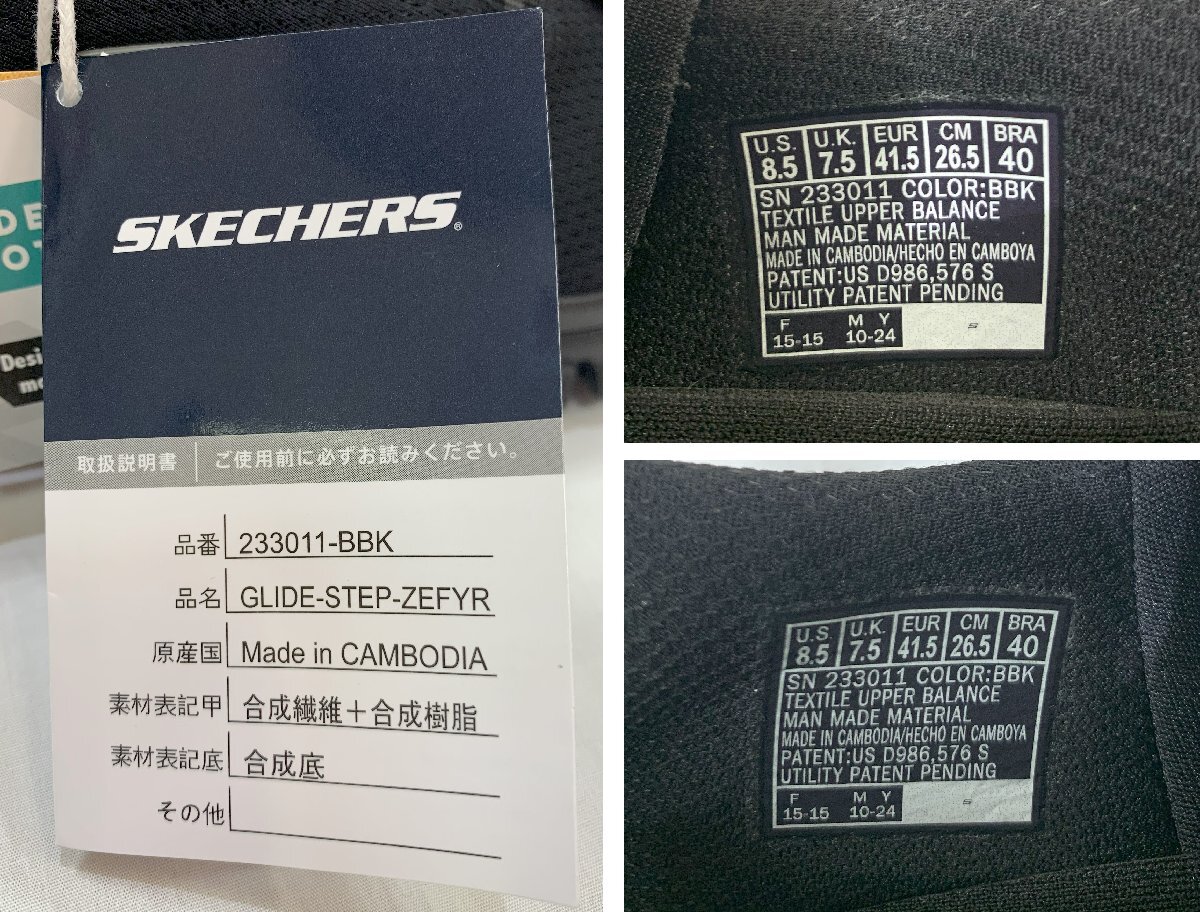 SKECHERS®
取扱説明書 ご使用前に必ずお読みください。
品番 233011-BBK
品名 GLIDE-STEP-ZEFYR
原産国 Made in CAMBODIA
素材表記甲 合成繊維+合成樹脂
素材表記底 合成底
その他
U.S. U.K. EUR CM BRA
8.5 7.5 41.5 26.5 40
SN 233011 COLOR:BBK
TEXTILE UPPER BALANCE
MAN MADE MATERIAL
MADE IN CAMBODIA/HECHO EN CAMBOYA
PATENT:US D986,576 S
UTILITY PATENT PENDING
F M Y
15-15 10-24
U.S. U.K EUR CM BRA
8.5 7.5 41.5 26.5 40
SN 233011 COLOR:BBK
TEXTILE UPPER BALANCE
MAN MADE MATERIAL
MADE IN CAMBODIA/HECHO EN CAMBOYA
PATENT:US D986,576 S
UTILITY PATENT PENDING
F M Y
15-15 10-24